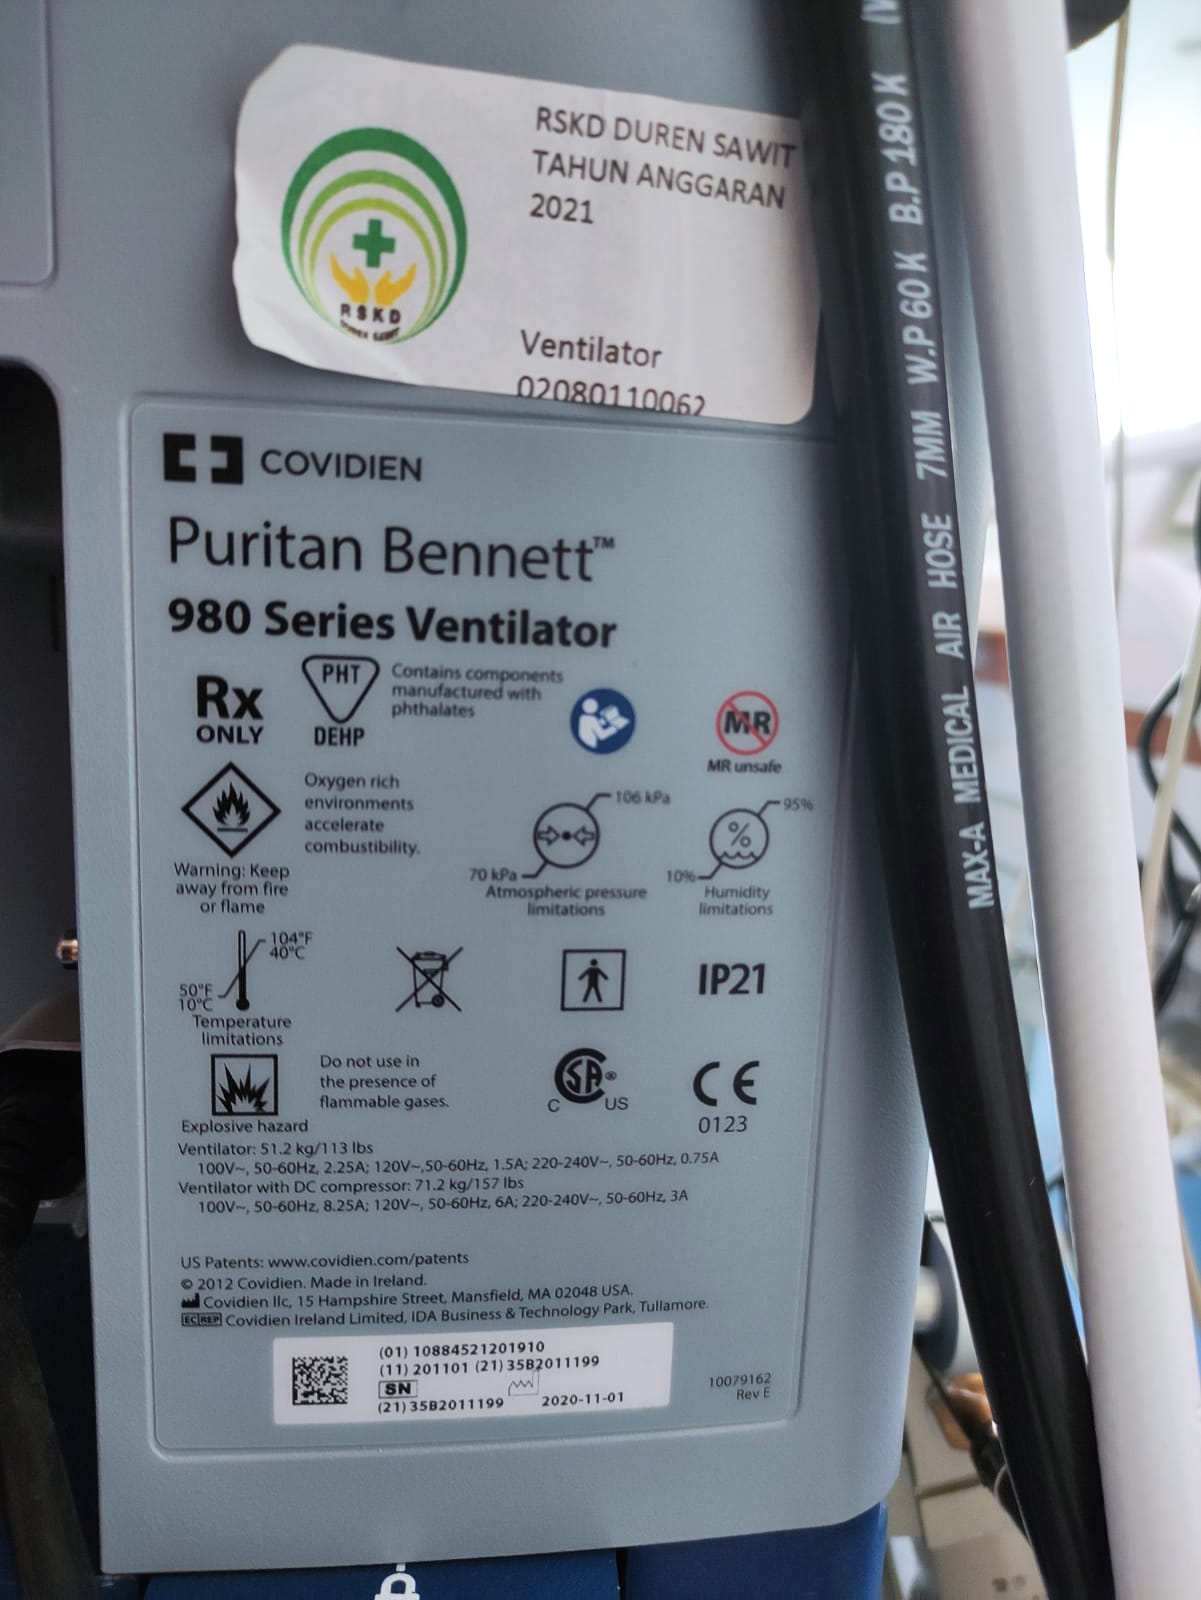 RSKD DUREN SAWIT
TAHUN ANGGARAN
2021
RSKD
DUREN SAWIT
Ventilator
02080110062
COVIDIEN
Puritan Bennett™
980 Series Ventilator
Rx
ONLY
PHT
DEHP
Contains components
manufactured with
phthalates
MR
MR unsafe
Warning: Keep
away from fire
or flame
Oxygen rich
environments
accelerate
combustibility.
106 kPa
70 kPa
Atmospheric pressure
limitations
95%
%
10%
Humidity
limitations
104°F
40°C
50°F
10°C
Temperature
limitations
IP21
Explosive hazard
Do not use in
the presence of
flammable gases.
C SA® US
CE
0123
Ventilator: 51.2 kg/113 lbs
100V~, 50-60Hz, 2.25A; 120V~,50-60Hz, 1.5A; 220-240V~, 50-60Hz, 0.75A
Ventilator with DC compressor: 71.2 kg/157 lbs
100V~, 50-60Hz, 8.25A; 120V~, 50-60Hz, 6A; 220-240V~, 50-60Hz, 3A
US Patents: www.covidien.com/patents
© 2012 Covidien. Made in Ireland.
Covidien llc, 15 Hampshire Street, Mansfield, MA 02048 USA.
EC REP Covidien Ireland Limited, IDA Business & Technology Park, Tullamore.
(01) 10884521201910
(11) 201101 (21) 35B2011199
SN
(21) 35B2011199 2020-11-01
10079162
Rev E
MAX-A MEDICAL AIR HOSE 7MM W.P 60 K B.P 180 K